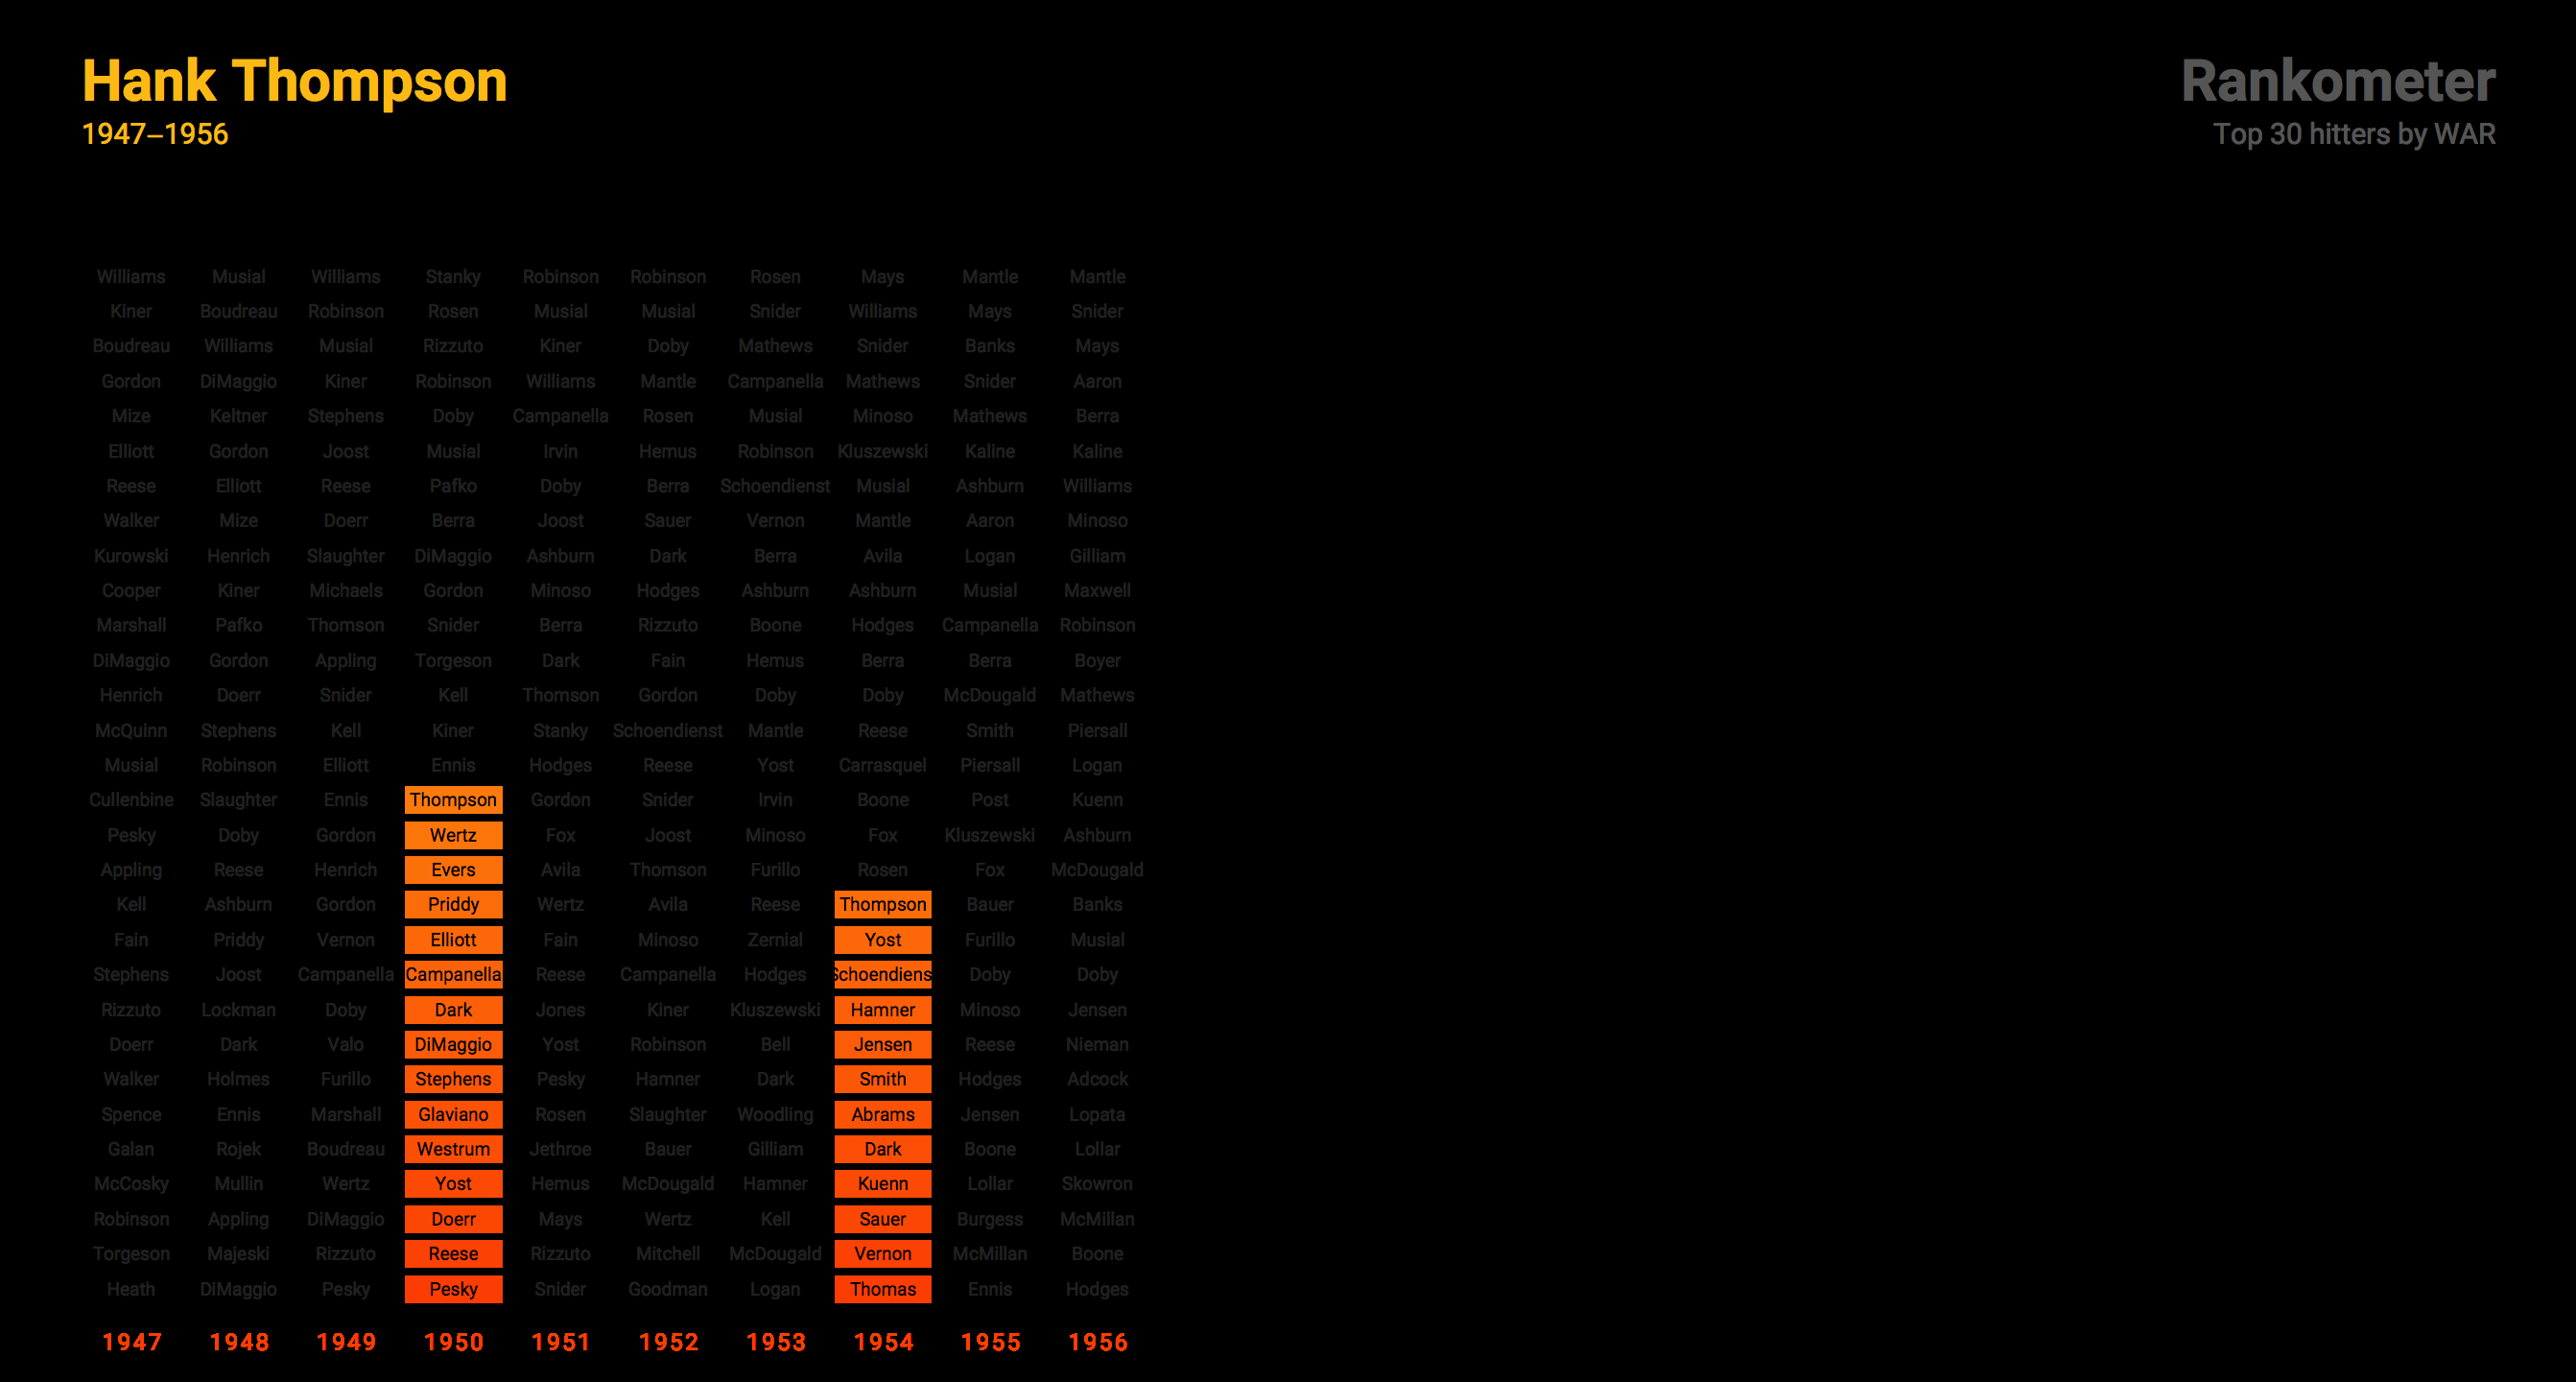 Hank Thompson
1947–1956
Rankometer
Top 30 hitters by WAR
Williams Musial Williams Stanky Robinson Robinson Rosen Mays Mantle Mantle
Kiner Boudreau Robinson Rosen Musial Musial Snider Williams Mays Snider
Boudreau Williams Musial Rizzuto Kiner Doby Mathews Snider Banks Mays
Gordon DiMaggio Kiner Robinson Williams Mantle Campanella Mathews Snider Aaron
Mize Keltner Stephens Doby Campanella Rosen Musial Minoso Mathews Berra
Elliott Gordon Joost Musial Irvin Hemus Robinson Kluszewski Kaline Kaline
Reese Elliott Reese Pafko Doby Berra Schoendienst Musial Ashburn Williams
Walker Mize Doerr Berra Joost Sauer Vernon Mantle Aaron Minoso
Kurowski Henrich Slaughter DiMaggio Ashburn Dark Berra Avila Logan Gilliam
Cooper Kiner Michaels Gordon Minoso Hodges Ashburn Ashburn Musial Maxwell
Marshall Pafko Thomson Snider Berra Rizzuto Boone Hodges Campanella Robinson
DiMaggio Gordon Appling Torgeson Dark Fain Hemus Berra Berra Boyer
Henrich Doerr Snider Kell Thomson Gordon Doby Doby McDougald Mathews
McQuinn Stephens Kell Kiner Stanky Schoendienst Mantle Reese Smith Piersall
Musial Robinson Elliott Ennis Hodges Reese Yost Carrasquel Piersall Logan
Cullenbine Slaughter Ennis Thompson Gordon Snider Irvin Boone Post Kuenn
Pesky Doby Gordon Wertz Fox Joost Minoso Fox Kluszewski Ashburn
Appling Reese Henrich Evers Avila Thomson Furillo Rosen Fox McDougald
Kell Ashburn Gordon Priddy Wertz Avila Reese Thompson Bauer Banks
Fain Priddy Vernon Elliott Fain Minoso Zernial Yost Furillo Musial
Stephens Joost Campanella Campanella Reese Campanella Hodges Schoendiens Doby Doby
Rizzuto Lockman Doby Dark Jones Kiner Kluszewski Hamner Minoso Jensen
Doerr Dark Valo DiMaggio Yost Robinson Bell Jensen Reese Nieman
Walker Holmes Furillo Stephens Pesky Hamner Dark Smith Hodges Adcock
Spence Ennis Marshall Glaviano Rosen Slaughter Woodling Abrams Jensen Lopata
Galan Rojek Boudreau Westrum Jethroe Bauer Gilliam Dark Boone Lollar
McCosky Mullin Wertz Yost Hemus McDougald Hamner Kuenn Lollar Skowron
Robinson Appling DiMaggio Doerr Mays Wertz Kell Sauer Burgess McMillan
Torgeson Majeski Rizzuto Reese Rizzuto Mitchell McDougald Vernon McMillan Boone
Heath DiMaggio Pesky Pesky Snider Goodman Logan Thomas Ennis Hodges
1947 1948 1949 1950 1951 1952 1953 1954 1955 1956